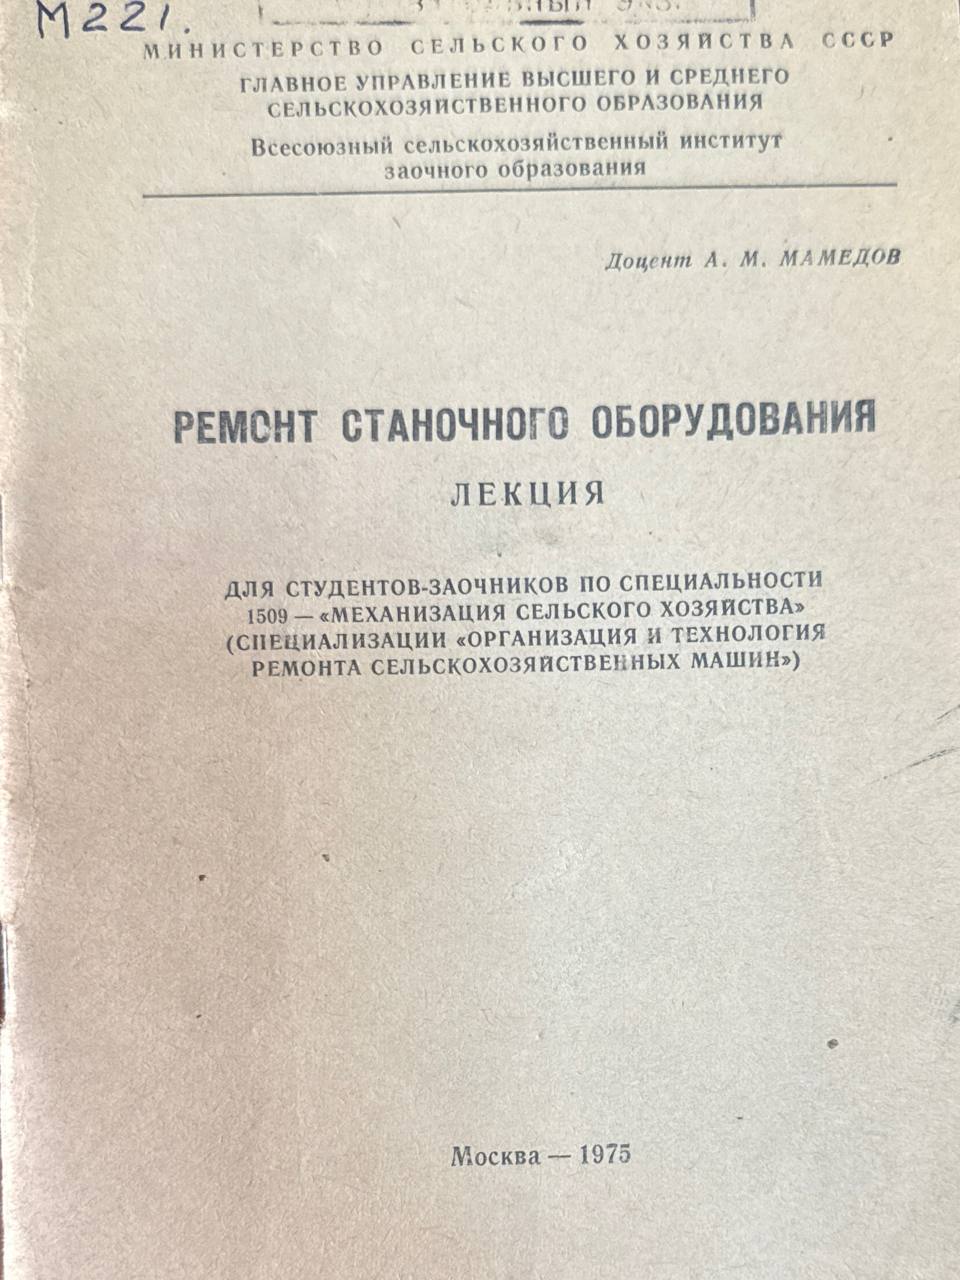 М221.
МИНИСТЕРСТВО СЕЛЬСКОГО ХОЗЯЙСТВА СССР
ГЛАВНОЕ УПРАВЛЕНИЕ ВЫСШЕГО И СРЕДНЕГО
СЕЛЬСКОХОЗЯЙСТВЕННОГО ОБРАЗОВАНИЯ
Всесоюзный сельскохозяйственный институт
заочного образования
Доцент А. М. МАМЕДОВ
РЕМОНТ СТАНОЧНОГО ОБОРУДОВАНИЯ
ЛЕКЦИЯ
ДЛЯ СТУДЕНТОВ-ЗАОЧНИКОВ ПО СПЕЦИАЛЬНОСТИ
1509 — «МЕХАНИЗАЦИЯ СЕЛЬСКОГО ХОЗЯЙСТВА»
(СПЕЦИАЛИЗАЦИИ «ОРГАНИЗАЦИЯ И ТЕХНОЛОГИЯ
РЕМОНТА СЕЛЬСКОХОЗЯЙСТВЕННЫХ МАШИН»)
Москва — 1975